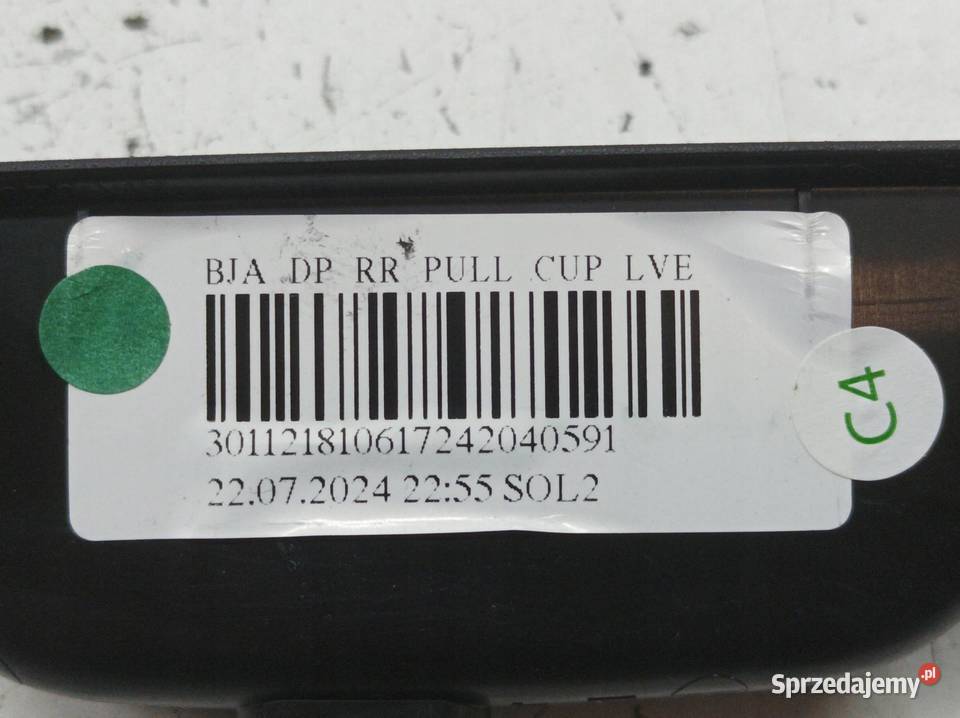 BJA DP RR PULL CUP LVE
301121810617242040591
22.07.2024 22:55 SOL2
C4
Sprzedajemy.pl